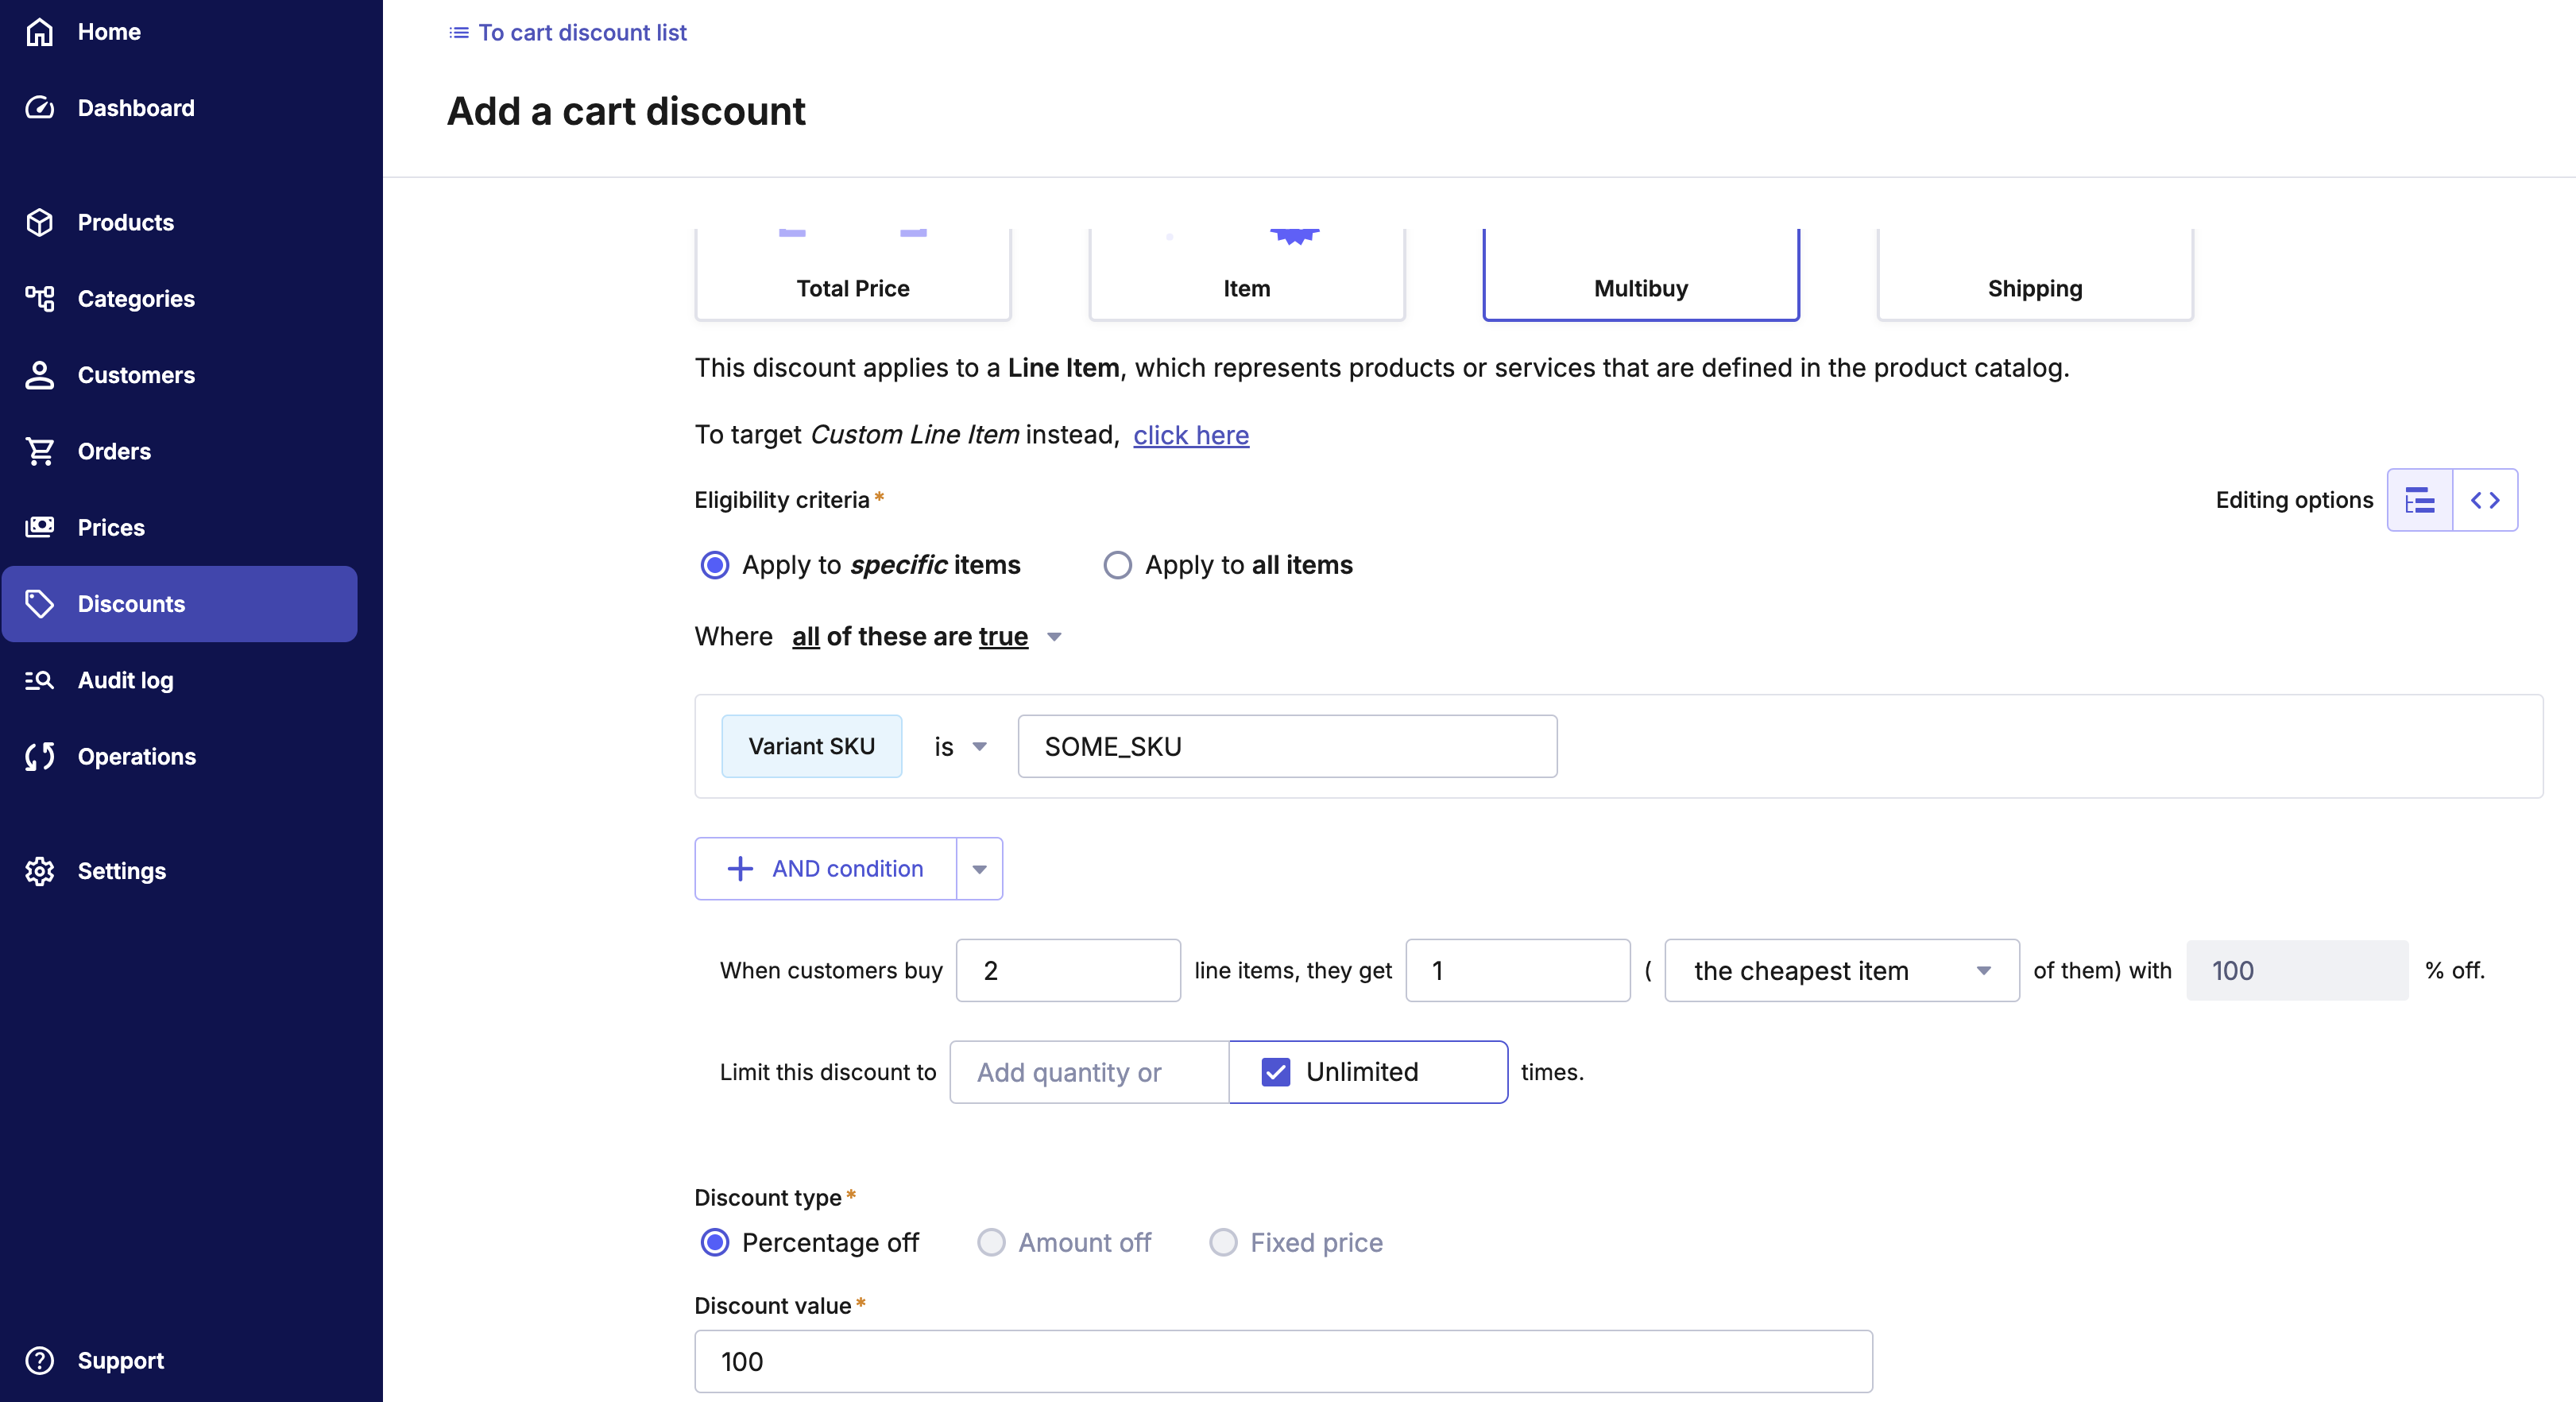 Home
Dashboard
Products
Categories
Customers
Orders
Prices
Discounts
Audit log
Operations
Settings
Support
To cart discount list
Add a cart discount
Total Price
Item
Multibuy
Shipping
This discount applies to a Line Item, which represents products or services that are defined in the product catalog.
To target Custom Line Item instead, click here
Eligibility criteria*
Editing options
Apply to specific items
Apply to all items
Where all of these are true
Variant SKU is SOME_SKU
AND condition
When customers buy 2 line items, they get 1 ( the cheapest item of them) with 100 % off.
Limit this discount to Add quantity or Unlimited times.
Discount type*
Percentage off
Amount off
Fixed price
Discount value*
100